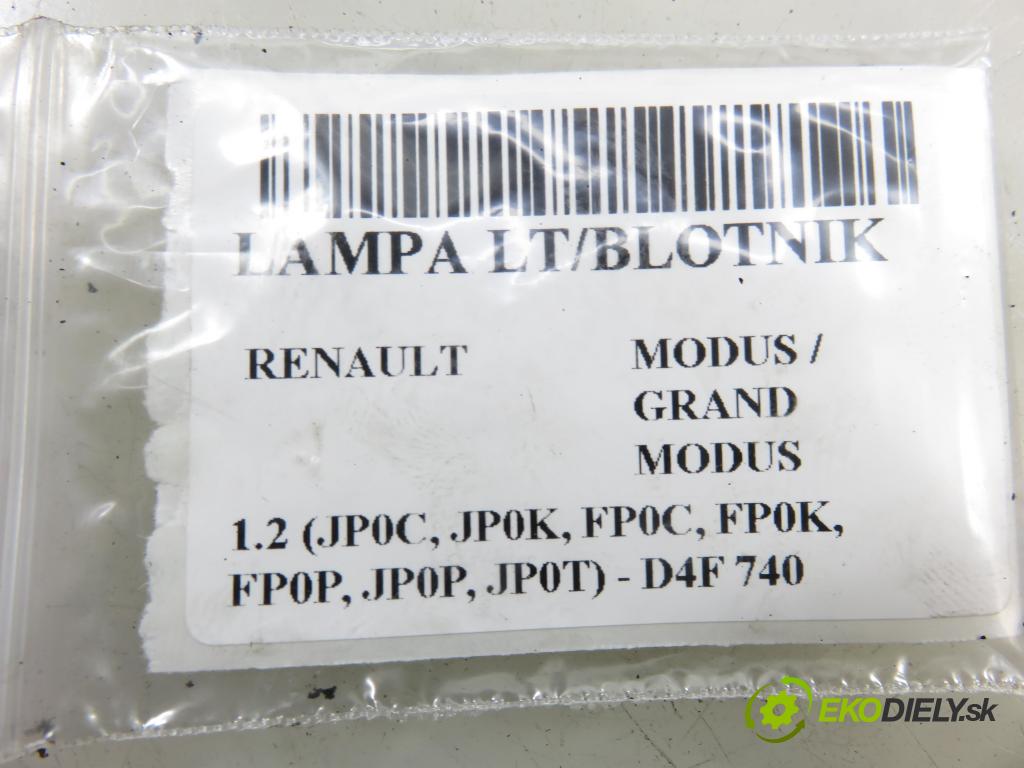 LAMPA LT/BLOTNIK
RENAULT
MODUS /
GRAND
MODUS
1.2 (JP0C, JP0K, FP0C, FP0K,
FP0P, JP0P, JP0T) - D4F 740
EKODIELY.sk